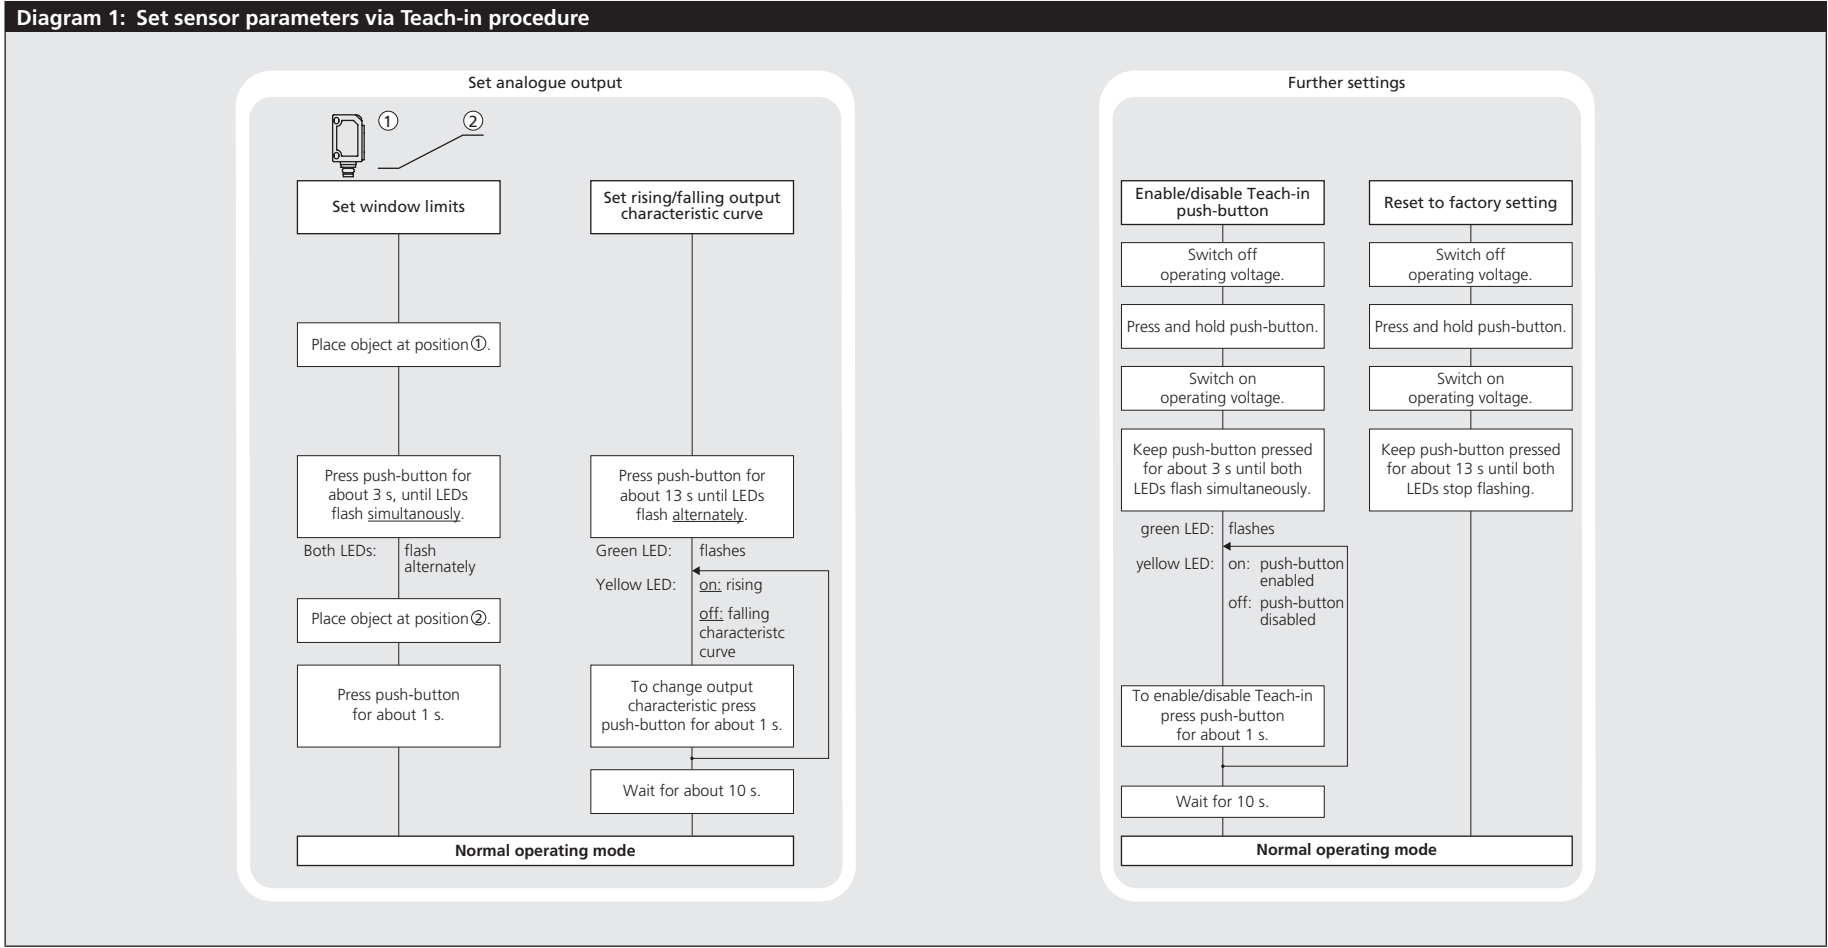 Diagram 1: Set sensor parameters via Teach-in procedure
Set analogue output
① ②
Set window limits
Place object at position ①.
Press push-button for
about 3 s, until LEDs
flash simultanously.
Both LEDs: flash
alternately
Place object at position ②.
Press push-button
for about 1 s.
Set rising/falling output
characteristic curve
Press push-button for
about 13 s until LEDs
flash alternately.
Green LED: flashes
Yellow LED: on: rising
off: falling
characteristc
curve
To change output
characteristic press
push-button for about 1 s.
Wait for about 10 s.
Normal operating mode
Further settings
Enable/disable Teach-in
push-button
Switch off
operating voltage.
Press and hold push-button.
Switch on
operating voltage.
Keep push-button pressed
for about 3 s until both
LEDs flash simultaneously.
green LED: flashes
yellow LED: on: push-button
enabled
off: push-button
disabled
To enable/disable Teach-in
press push-button
for about 1 s.
Wait for 10 s.
Reset to factory setting
Switch off
operating voltage.
Press and hold push-button.
Switch on
operating voltage.
Keep push-button pressed
for about 13 s until both
LEDs stop flashing.
Normal operating mode